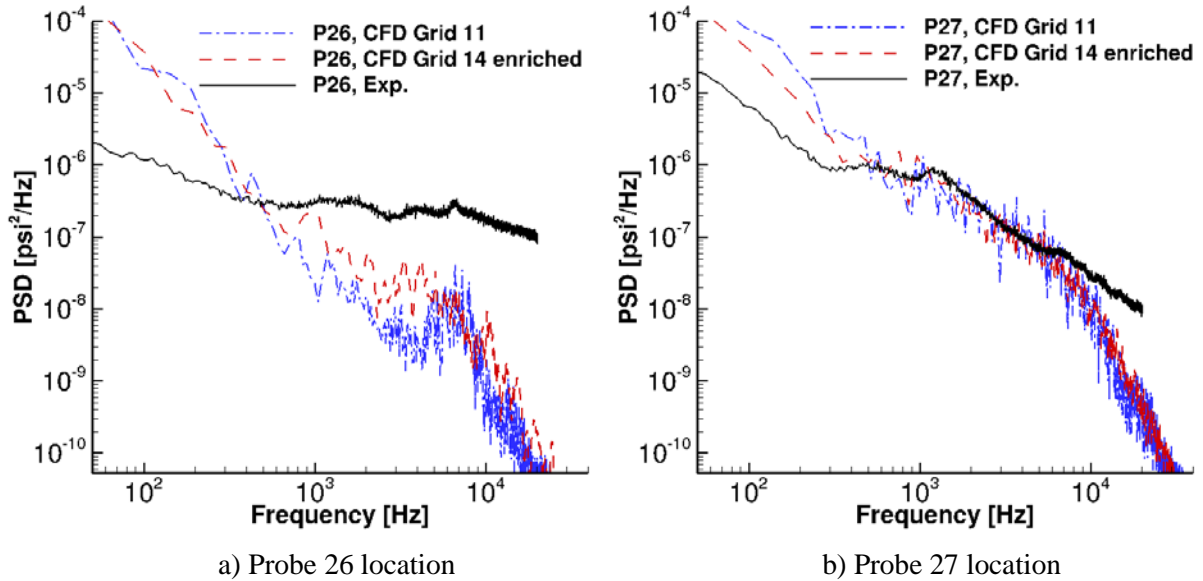 P26, CFD Grid 11
P26, CFD Grid 14 enriched
P26, Exp.
10⁻⁴
10⁻⁵
10⁻⁶
10⁻⁷
10⁻⁸
10⁻⁹
10⁻¹⁰
PSD [psi²/Hz]
10² 10³ 10⁴
Frequency [Hz]
a) Probe 26 location
P27, CFD Grid 11
P27, CFD Grid 14 enriched
P27, Exp.
10⁻⁴
10⁻⁵
10⁻⁶
10⁻⁷
10⁻⁸
10⁻⁹
10⁻¹⁰
PSD [psi²/Hz]
10² 10³ 10⁴
Frequency [Hz]
b) Probe 27 location